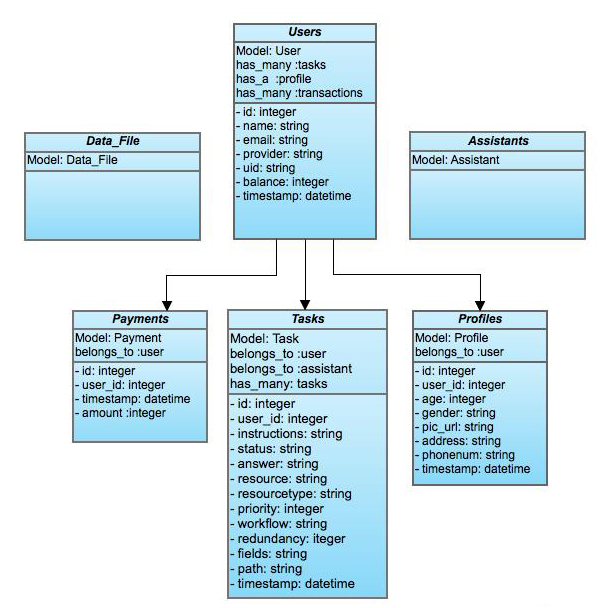 Users
Model: User
has_many :tasks
has_a  :profile
has_many :transactions
- id: integer
- name: string
- email: string
- provider: string
- uid: string
- balance: integer
- timestamp: datetime
Data_File
Model: Data_File
Assistants
Model: Assistant
Payments
Model: Payment
belongs_to :user
- id: integer
- user_id: integer
- timestamp: datetime
- amount :integer
Tasks
Model: Task
belongs_to :user
belongs_to :assistant
has_many: tasks
- id: integer
- user_id: integer
- instructions: string
- status: string
- answer: string
- resource: string
- resourcetype: string
- priority: integer
- workflow: string
- redundancy: iteger
- fields: string
- path: string
- timestamp: datetime
Profiles
Model: Profile
belongs_to :user
- id: integer
- user_id: integer
- age: integer
- gender: string
- pic_url: string
- address: string
- phonenum: string
- timestamp: datetime